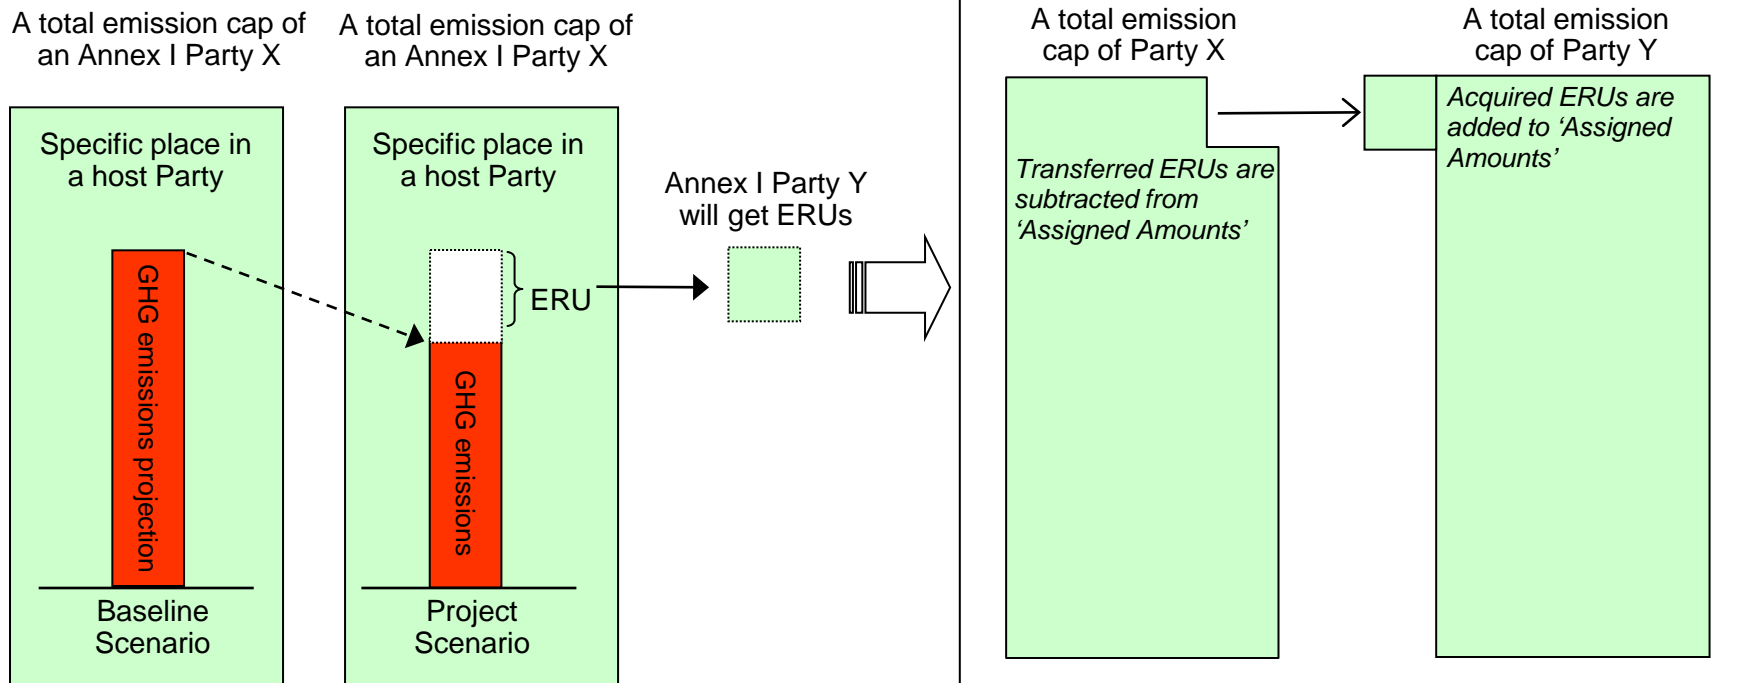 A total emission cap of
an Annex I Party X
A total emission cap of
an Annex I Party X
Specific place in
a host Party
GHG emissions projection
Baseline
Scenario
Specific place in
a host Party
ERU
GHG emissions
Project
Scenario
Annex I Party Y
will get ERUs
A total emission
cap of Party X
Transferred ERUs are
subtracted from
‘Assigned Amounts’
A total emission
cap of Party Y
Acquired ERUs are
added to ‘Assigned
Amounts’